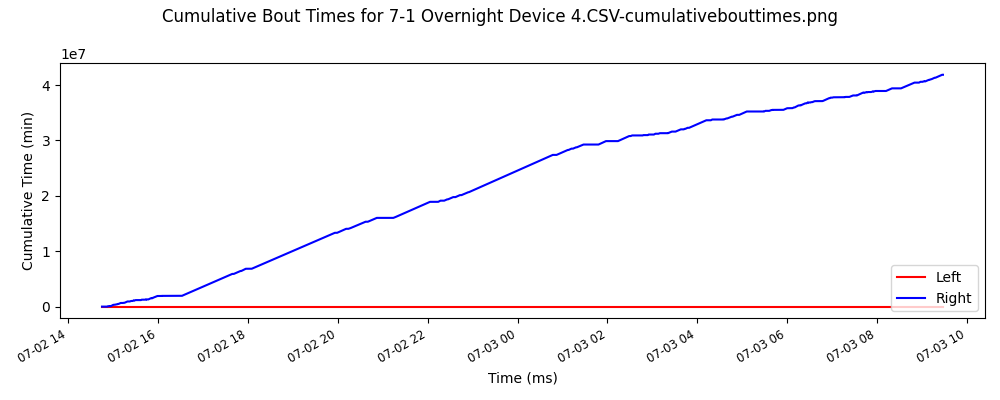 Cumulative Bout Times for 7-1 Overnight Device 4.CSV-cumulativebouttimes.png
1e7
4
3
2
1
0
Cumulative Time (min)
Left
Right
07-02 14
07-02 16
07-02 18
07-02 20
07-02 22
07-03 00
07-03 02
07-03 04
07-03 06
07-03 08
07-03 10
Time (ms)